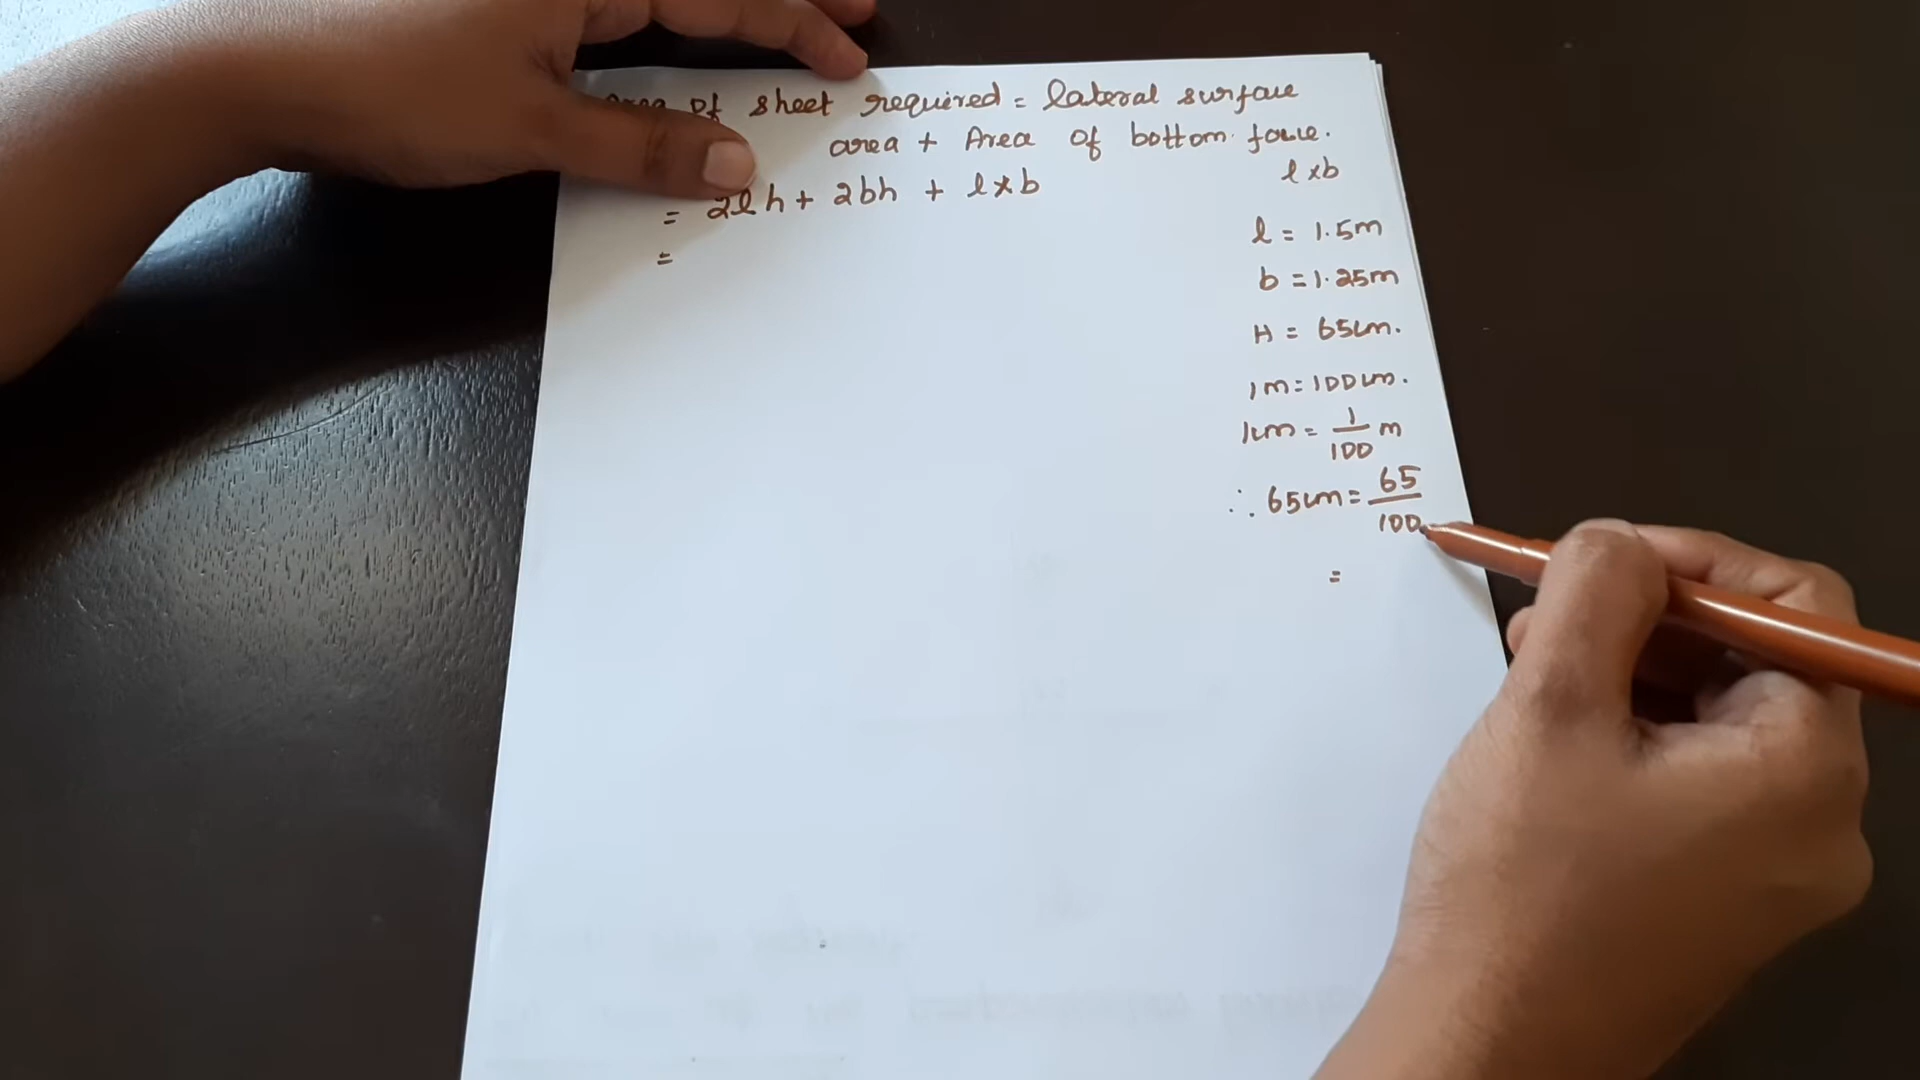 area of sheet required = lateral surface
area + Area of bottom face.
l x b
= 2lh + 2bh + l x b
=
l = 1.5m
b = 1.25m
H = 65cm.
1m = 100cm.
1cm = 1/100 m
∴ 65cm = 65/100
=